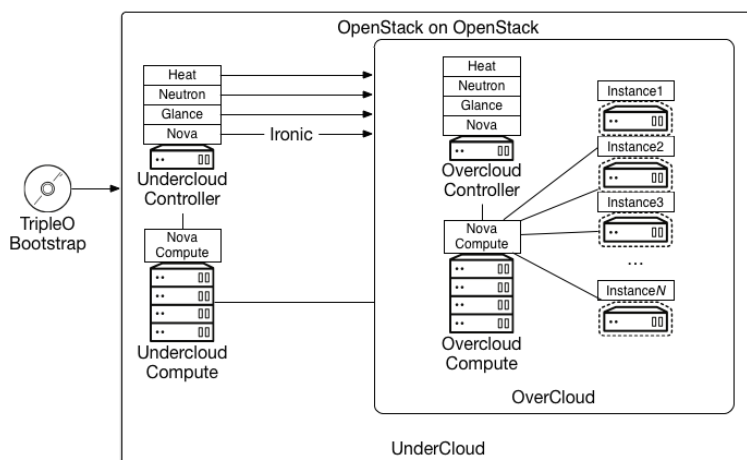 OpenStack on OpenStack
TripleO
Bootstrap
Heat
Neutron
Glance
Nova
Ironic
Undercloud
Controller
Nova
Compute
Undercloud
Compute
Heat
Neutron
Glance
Nova
Overcloud
Controller
Nova
Compute
Overcloud
Compute
Instance1
Instance2
Instance3
...
InstanceN
OverCloud
UnderCloud